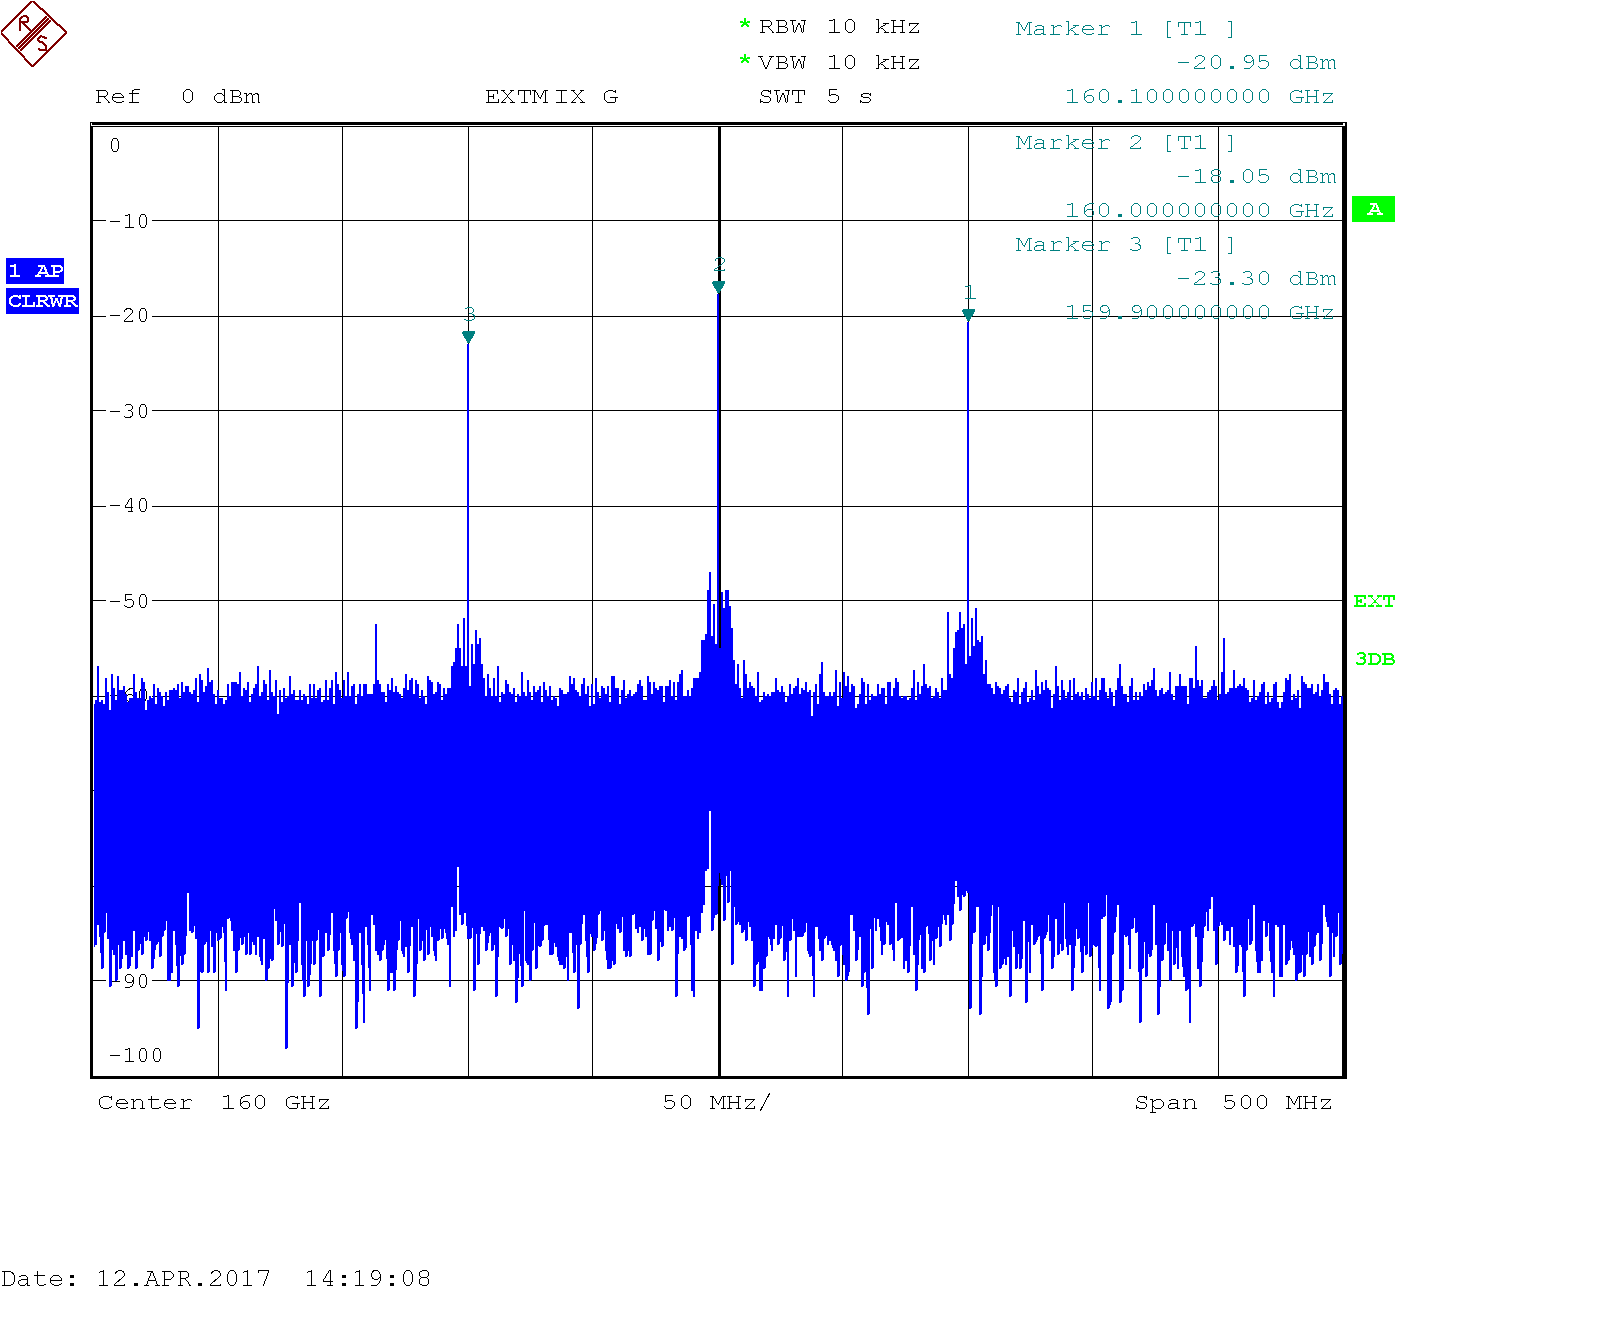 R S
* RBW 10 kHz
Marker 1 [T1 ]
* VBW 10 kHz
-20.95 dBm
Ref 0 dBm EXTMIX G SWT 5 s
160.100000000 GHz
0
Marker 2 [T1 ]
-18.05 dBm
160.000000000 GHz
A
-10
Marker 3 [T1 ]
-23.30 dBm
159.900000000 GHz
1 AP
CLRWR
2
1
3
-20
-30
-40
-50
EXT
3DB
-60
-90
-100
Center 160 GHz 50 MHz/ Span 500 MHz
Date: 12.APR.2017 14:19:08